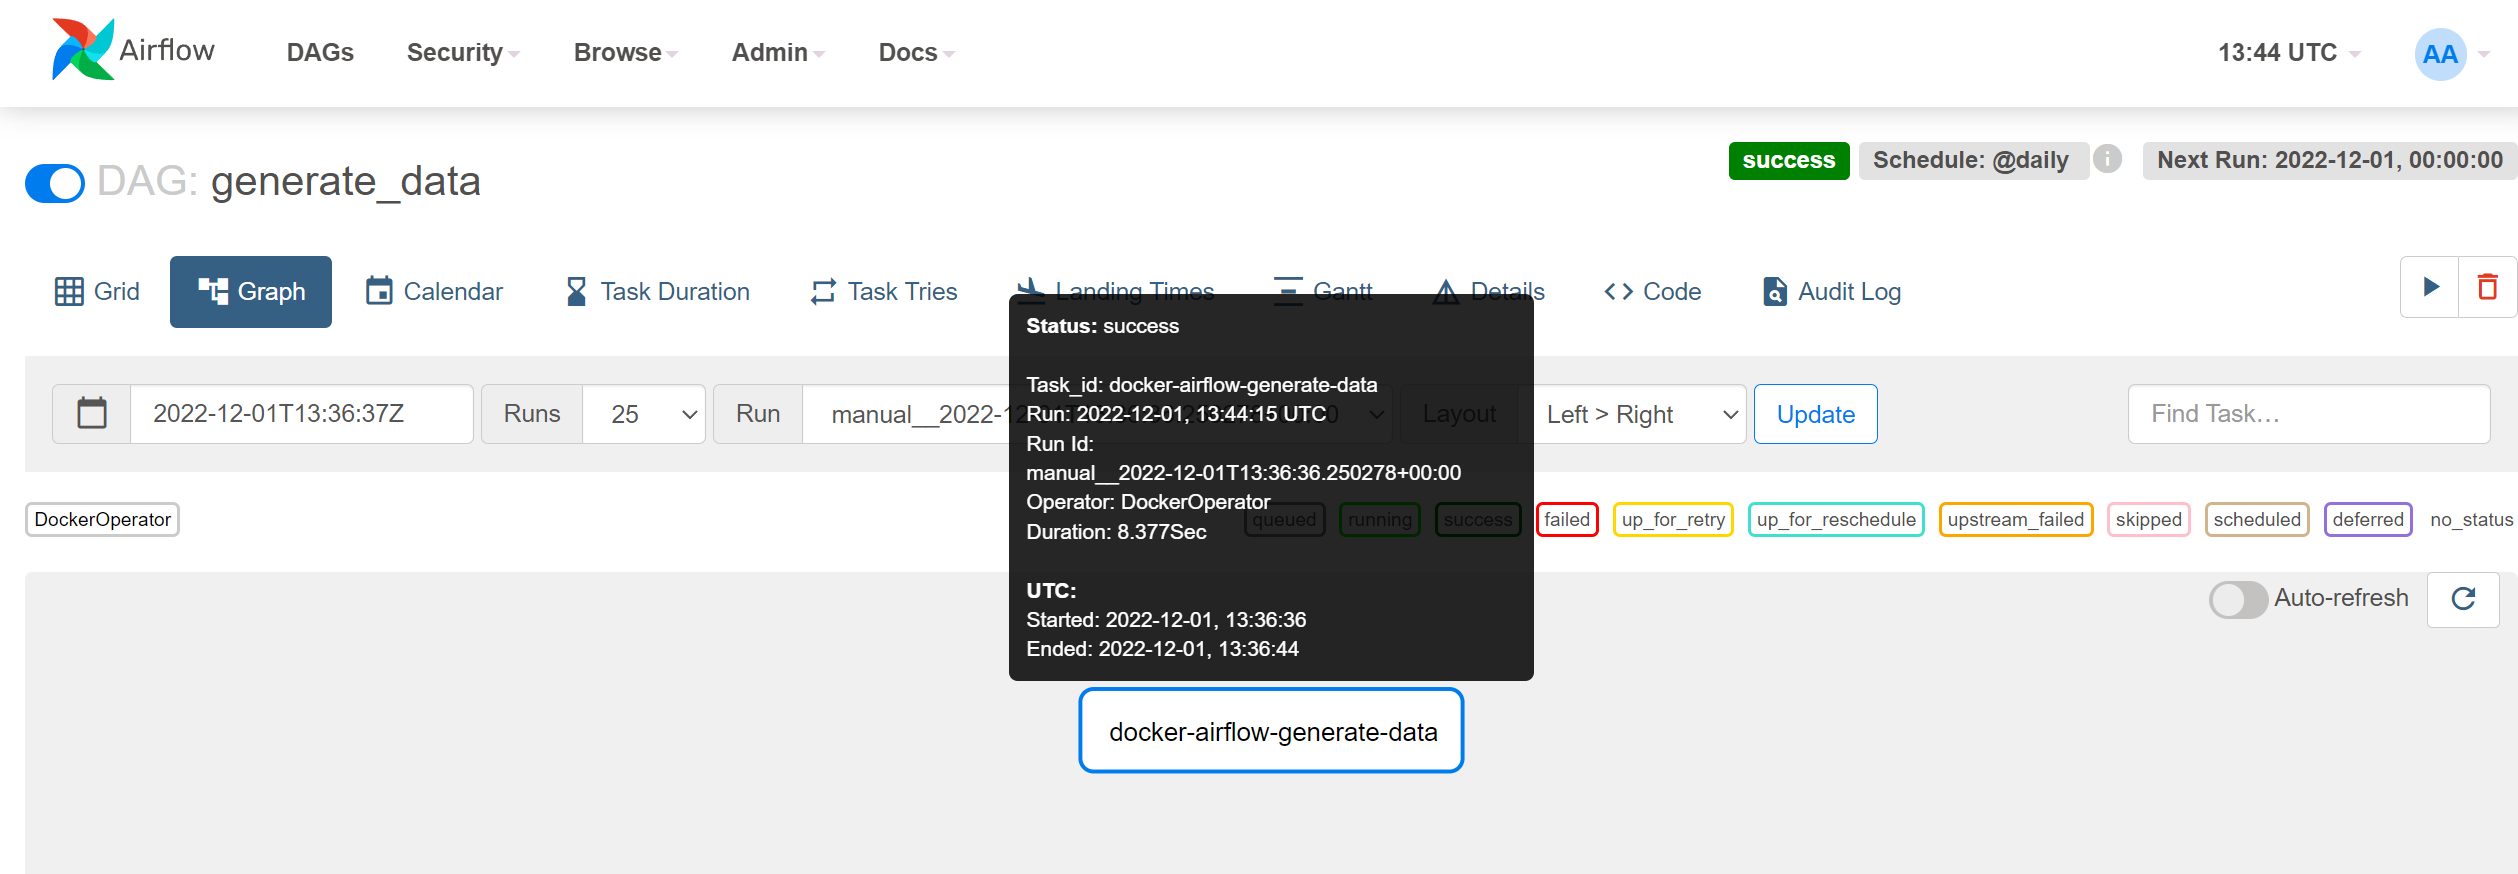 Airflow DAGs Security Browse Admin Docs 13:44 UTC AA
success Schedule: @daily i Next Run: 2022-12-01, 00:00:00
DAG: generate_data
Grid Graph Calendar Task Duration Task Tries Landing Times Gantt Details Code Audit Log
Status: success
Task_id: docker-airflow-generate-data
Run: 2022-12-01, 13:44:15 UTC
Run Id:
manual__2022-12-01T13:36:36.250278+00:00
Operator: DockerOperator
Duration: 8.377Sec
UTC:
Started: 2022-12-01, 13:36:36
Ended: 2022-12-01, 13:36:44
2022-12-01T13:36:37Z Runs 25 Run manual__2022-12 Layout Left > Right Update Find Task…
DockerOperator queued running success failed up_for_retry up_for_reschedule upstream_failed skipped scheduled deferred no_status
Auto-refresh
docker-airflow-generate-data